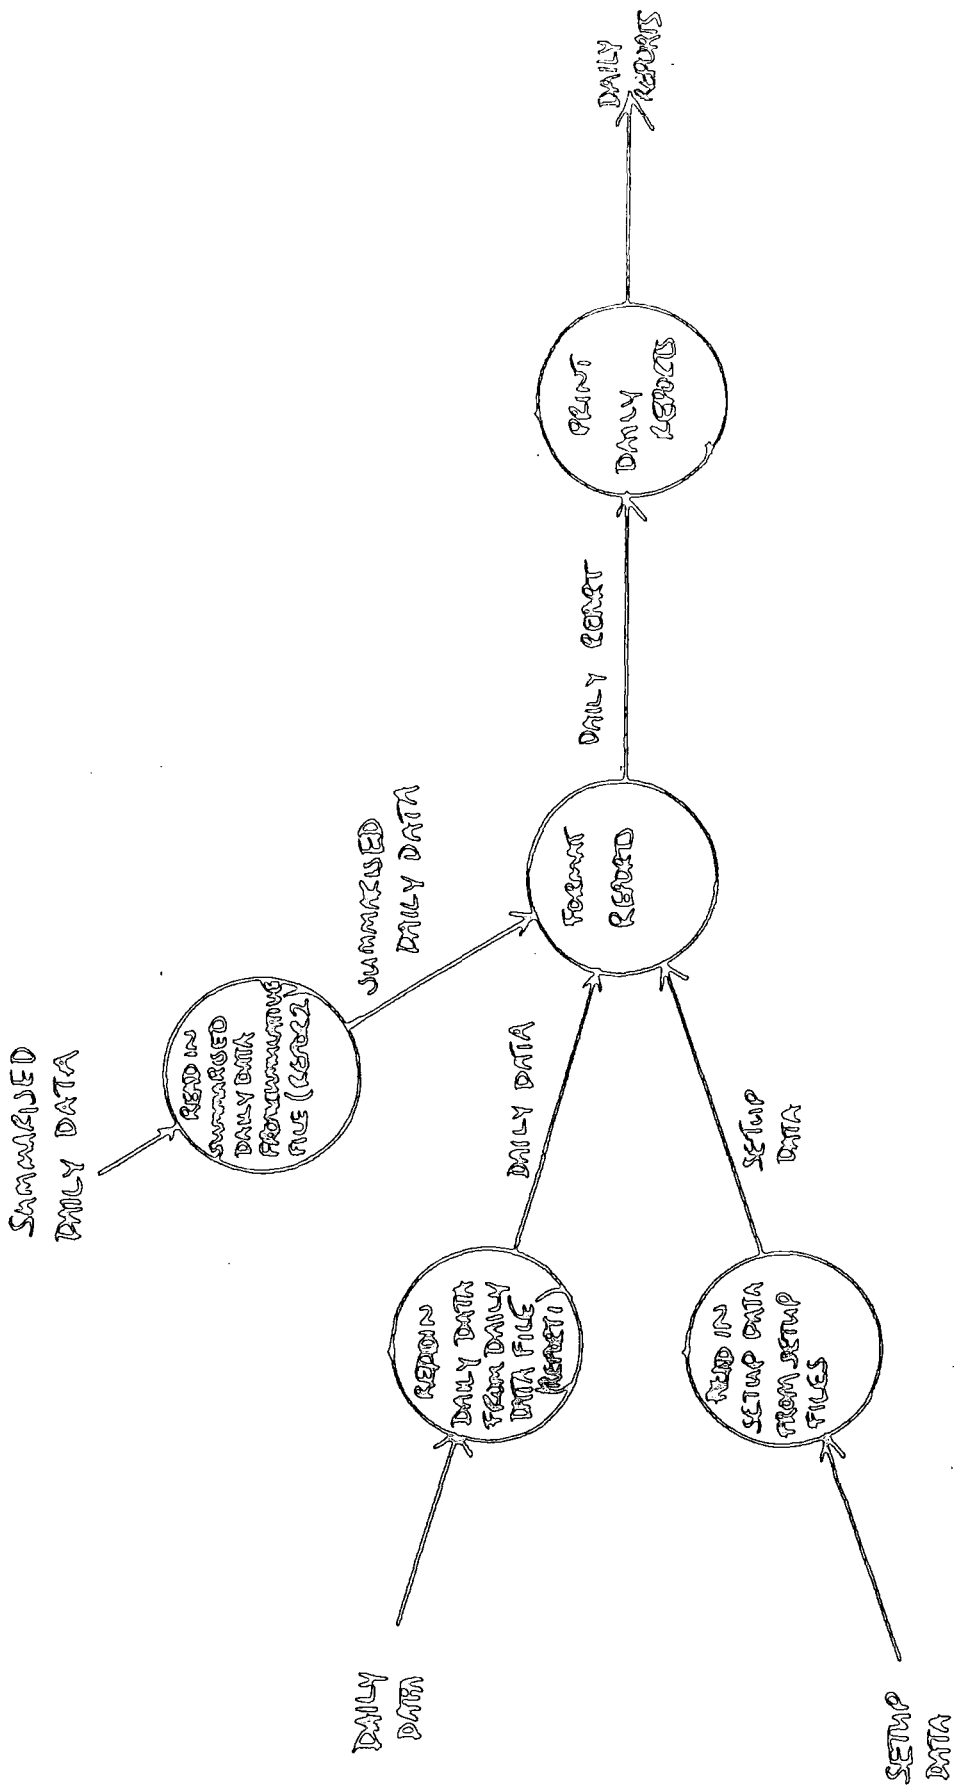 SUMMARISED
DAILY DATA
READ IN
SUMMARISED
DAILY DATA
FROM
FILE (
SUMMARISED
DAILY DATA
DAILY
DATA
READ IN
DAILY DATA
FROM DAILY
DATA FILE
(REPORT1
DAILY DATA
SETUP
DATA
READ IN
SETUP DATA
FROM SETUP
FILES
SETUP
DATA
FORMAT
REPORT
DAILY REPORT
PRINT
DAILY
REPORTS
DAILY
REPORTS